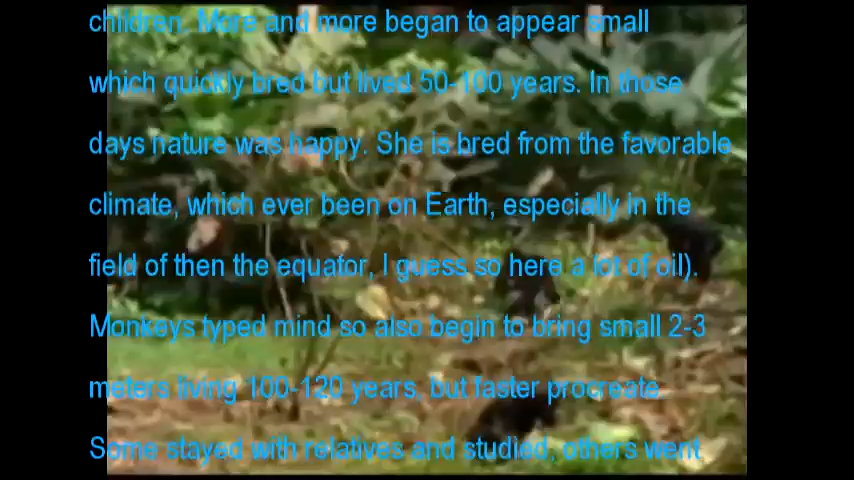 children. More and more began to appear small
which quickly bred but lived 50-100 years. In those
days nature was happy. She is bred from the favorable
climate, which ever been on Earth, especially in the
field of then the equator, I guess so here a lot of oil).
Monkeys typed mind so also begin to bring small 2-3
meters living 100-120 years, but faster procreate.
Some stayed with relatives and studied, others went